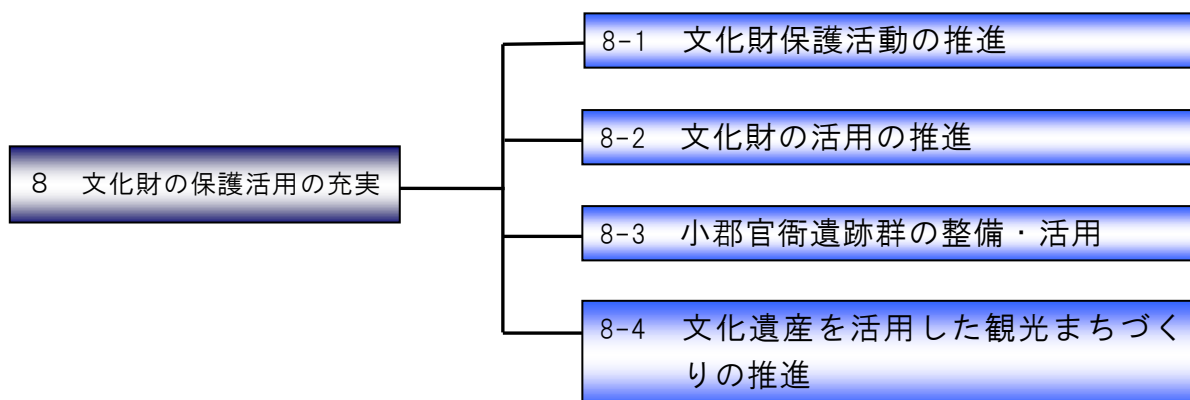 8-1 文化財保護活動の推進
8-2 文化財の活用の推進
8 文化財の保護活用の充実
8-3 小郡官衙遺跡群の整備・活用
8-4 文化遺産を活用した観光まちづく
りの推進